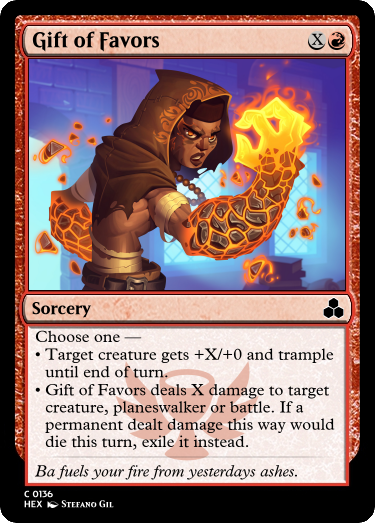 Gift of Favors X
Sorcery
Choose one —
• Target creature gets +X/+0 and trample
until end of turn.
• Gift of Favors deals X damage to target
creature, planeswalker or battle. If a
permanent dealt damage this way would
die this turn, exile it instead.
Ba fuels your fire from yesterdays ashes.
C 0136
HEX Stefano Gil